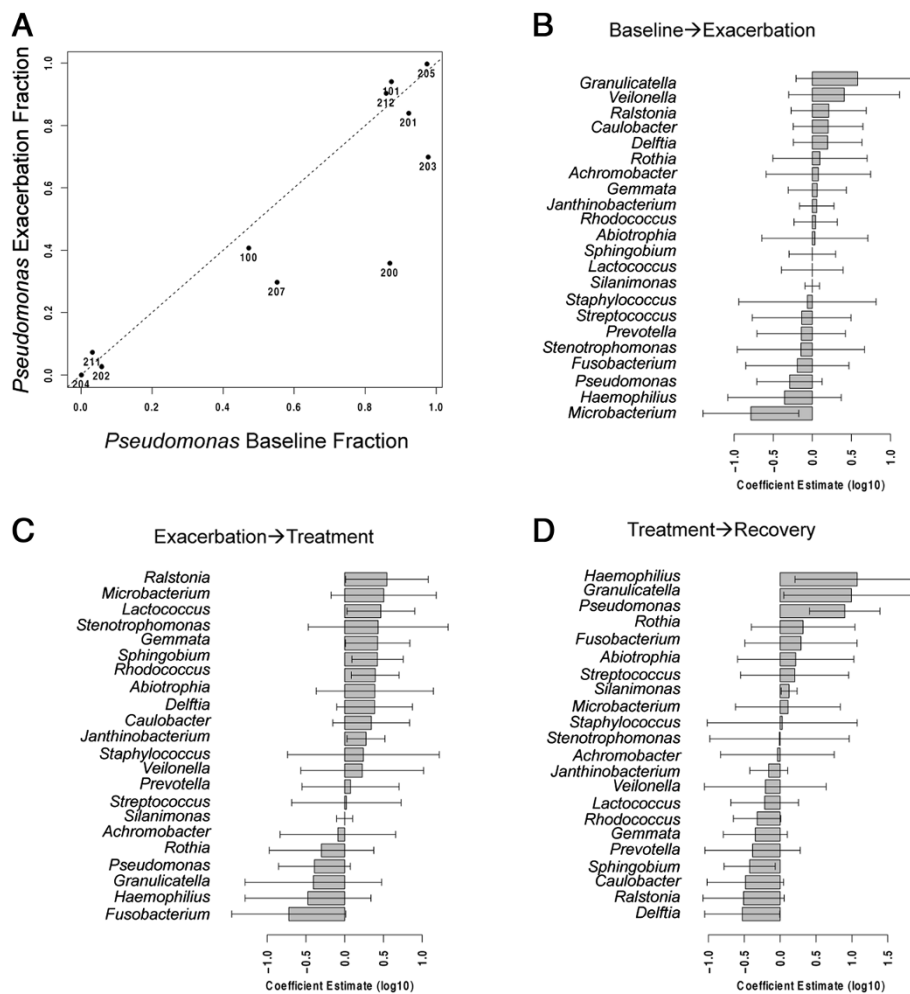 A
Pseudomonas Exacerbation Fraction
1.0
0.8
0.6
0.4
0.2
0.0
205
101
212
201
203
100
200
207
211
202
204
0.0 0.2 0.4 0.6 0.8 1.0
Pseudomonas Baseline Fraction
B
Baseline→Exacerbation
Granulicatella
Veilonella
Ralstonia
Caulobacter
Delftia
Rothia
Achromobacter
Gemmata
Janthinobacterium
Rhodococcus
Abiotrophia
Sphingobium
Lactococcus
Silanimonas
Staphylococcus
Streptococcus
Prevotella
Stenotrophomonas
Fusobacterium
Pseudomonas
Haemophilius
Microbacterium
-1.0 -0.5 0.0 0.5 1.0
Coefficient Estimate (log10)
C
Exacerbation→Treatment
Ralstonia
Microbacterium
Lactococcus
Stenotrophomonas
Gemmata
Sphingobium
Rhodococcus
Abiotrophia
Delftia
Caulobacter
Janthinobacterium
Staphylococcus
Veilonella
Prevotella
Streptococcus
Silanimonas
Achromobacter
Rothia
Pseudomonas
Granulicatella
Haemophilius
Fusobacterium
-1.0 -0.5 0.0 0.5 1.0
Coefficient Estimate (log10)
D
Treatment→Recovery
Haemophilius
Granulicatella
Pseudomonas
Rothia
Fusobacterium
Abiotrophia
Streptococcus
Silanimonas
Microbacterium
Staphylococcus
Stenotrophomonas
Achromobacter
Janthinobacterium
Veilonella
Lactococcus
Rhodococcus
Gemmata
Prevotella
Sphingobium
Caulobacter
Ralstonia
Delftia
-1.0 -0.5 0.0 0.5 1.0
Coefficient Estimate (log10)